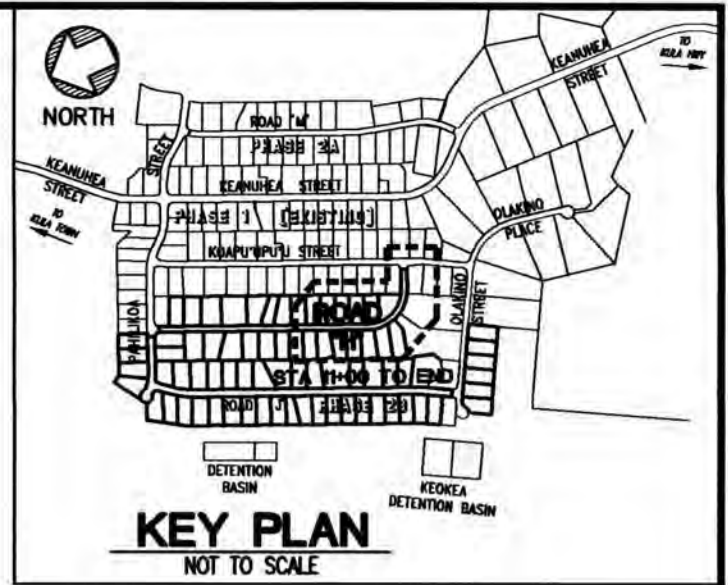 NORTH
TO
KULA HWY
KEANUHEA
STREET
ROAD "M"
PHASE 2A
KEANUHEA
STREET
TO
KULA TOWN
STREET
PAHILIKOA
KEANUHEA STREET
PHASE 1 (EXISTING)
KUAPU'UPU'U STREET
OLAKINO
PLACE
OLAKINO
STREET
ROAD
"H"
STA 11+00 TO END
ROAD "J" PHASE 2B
DETENTION
BASIN
KEOKEA
DETENTION BASIN
KEY PLAN
NOT TO SCALE